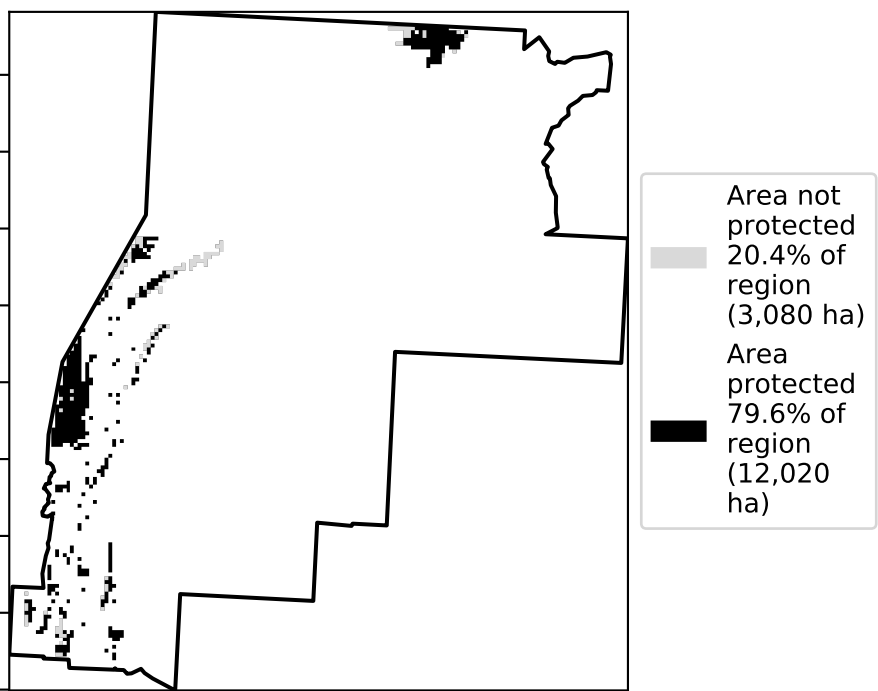 Area not
protected
20.4% of
region
(3,080 ha)
Area
protected
79.6% of
region
(12,020
ha)